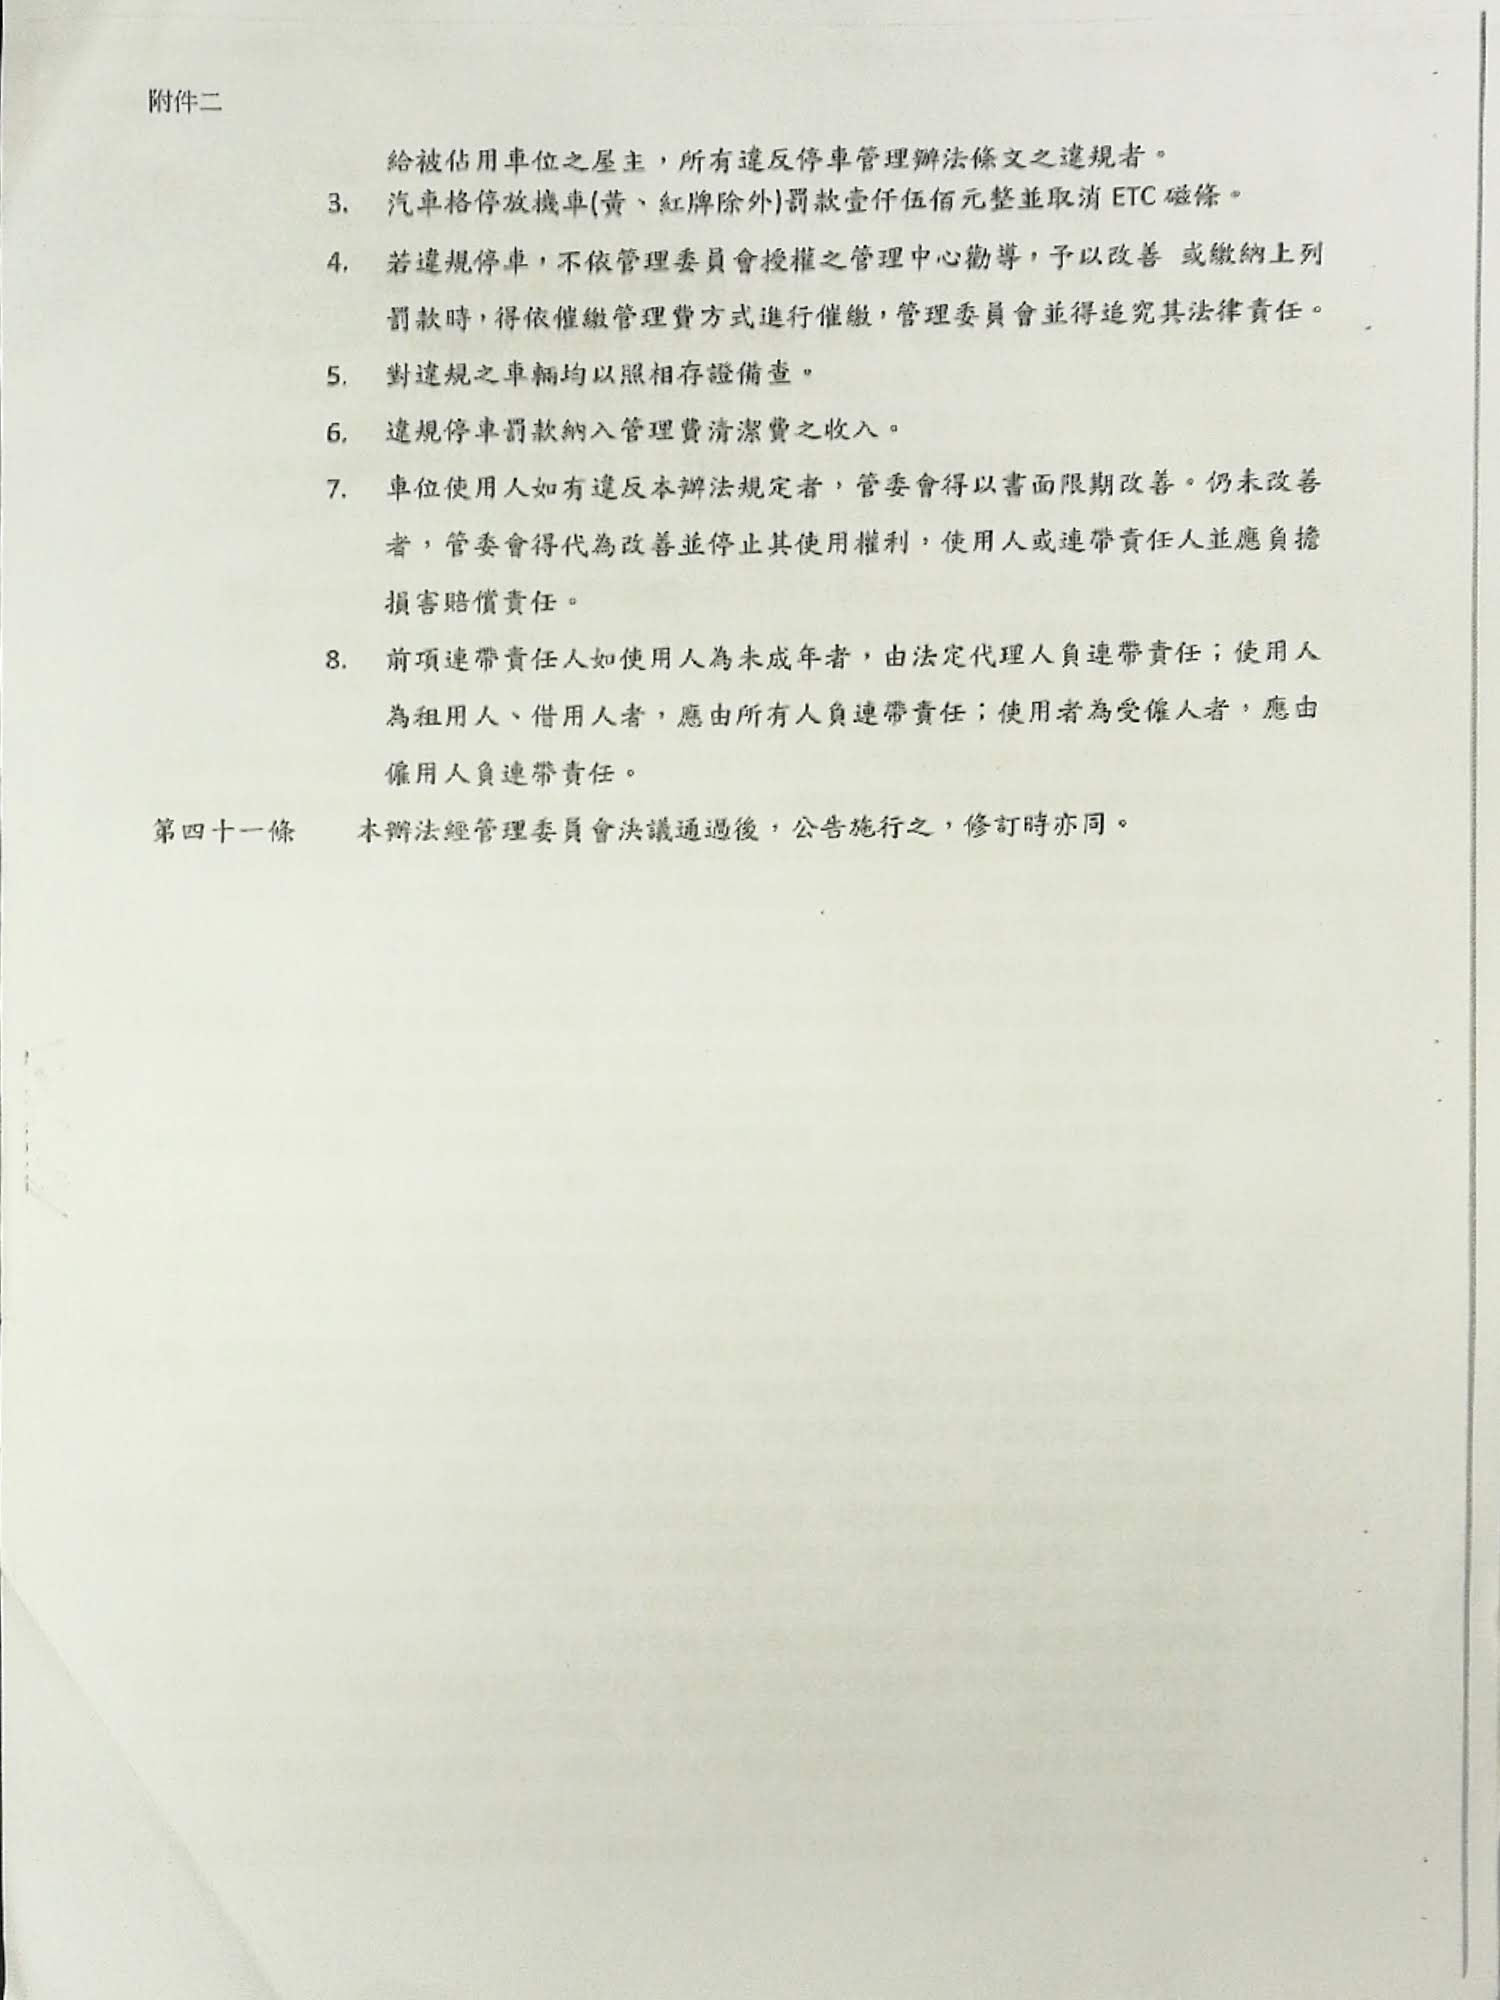 附件二
給被佔用車位之屋主，所有違反停車管理辦法條文之違規者。
3. 汽車格停放機車(黃、紅牌除外)罰款壹仟伍佰元整並取消 ETC 磁條。
4. 若違規停車，不依管理委員會授權之管理中心勸導，予以改善 或繳納上列
罰款時，得依催繳管理費方式進行催繳，管理委員會並得追究其法律責任。
5. 對違規之車輛均以照相存證備查。
6. 違規停車罰款納入管理費清潔費之收入。
7. 車位使用人如有違反本辦法規定者，管委會得以書面限期改善。仍未改善
者，管委會得代為改善並停止其使用權利，使用人或連帶責任人並應負擔
損害賠償責任。
8. 前項連帶責任人如使用人為未成年者，由法定代理人負連帶責任；使用人
為租用人、借用人者，應由所有人負連帶責任；使用者為受僱人者，應由
僱用人負連帶責任。
第四十一條 本辦法經管理委員會決議通過後，公告施行之，修訂時亦同。